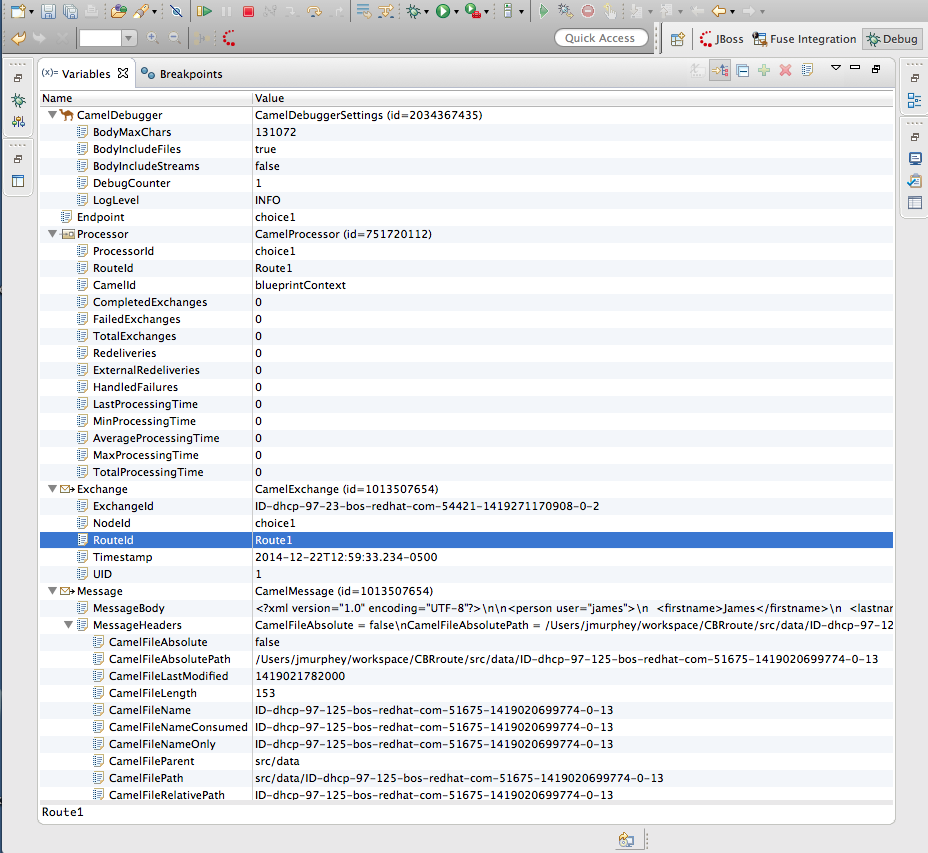 Quick Access
JBoss
Fuse Integration
Debug
(x)= Variables
Breakpoints
Name Value
CamelDebugger CamelDebuggerSettings (id=2034367435)
BodyMaxChars 131072
BodyIncludeFiles true
BodyIncludeStreams false
DebugCounter 1
LogLevel INFO
Endpoint choice1
Processor CamelProcessor (id=751720112)
ProcessorId choice1
RouteId Route1
CamelId blueprintContext
CompletedExchanges 0
FailedExchanges 0
TotalExchanges 0
Redeliveries 0
ExternalRedeliveries 0
HandledFailures 0
LastProcessingTime 0
MinProcessingTime 0
AverageProcessingTime 0
MaxProcessingTime 0
TotalProcessingTime 0
Exchange CamelExchange (id=1013507654)
ExchangeId ID-dhcp-97-23-bos-redhat-com-54421-1419271170908-0-2
NodeId choice1
RouteId Route1
Timestamp 2014-12-22T12:59:33.234-0500
UID 1
Message CamelMessage (id=1013507654)
MessageBody <?xml version="1.0" encoding="UTF-8"?>\n\n<person user="james">\n <firstname>James</firstname>\n <lastnar
MessageHeaders CamelFileAbsolute = false\nCamelFileAbsolutePath = /Users/jmurphey/workspace/CBRroute/src/data/ID-dhcp-97-12
CamelFileAbsolute false
CamelFileAbsolutePath /Users/jmurphey/workspace/CBRroute/src/data/ID-dhcp-97-125-bos-redhat-com-51675-1419020699774-0-13
CamelFileLastModified 1419021782000
CamelFileLength 153
CamelFileName ID-dhcp-97-125-bos-redhat-com-51675-1419020699774-0-13
CamelFileNameConsumed ID-dhcp-97-125-bos-redhat-com-51675-1419020699774-0-13
CamelFileNameOnly ID-dhcp-97-125-bos-redhat-com-51675-1419020699774-0-13
CamelFileParent src/data
CamelFilePath src/data/ID-dhcp-97-125-bos-redhat-com-51675-1419020699774-0-13
CamelFileRelativePath ID-dhcp-97-125-bos-redhat-com-51675-1419020699774-0-13
Route1